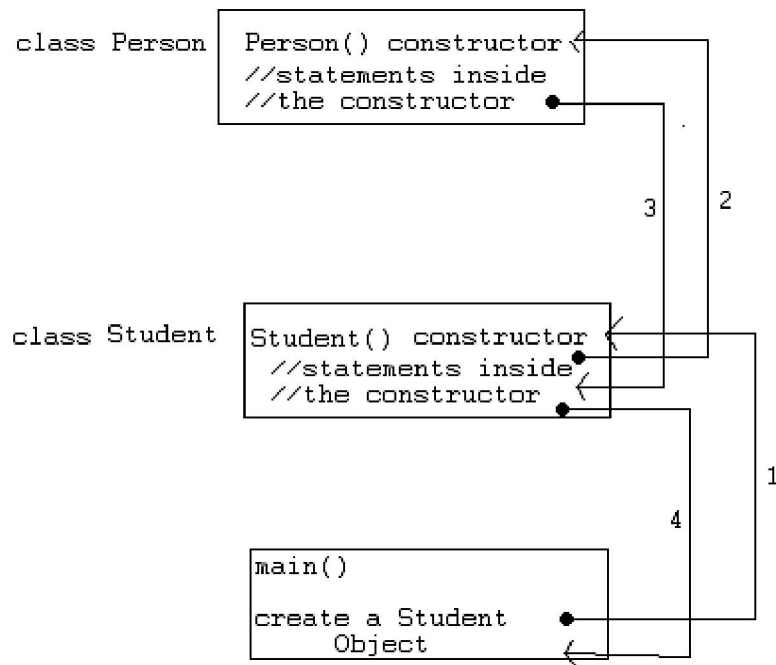 class Person
Person() constructor
//statements inside
//the constructor
2
3
class Student
Student() constructor
//statements inside
//the constructor
1
4
main()
create a Student
Object